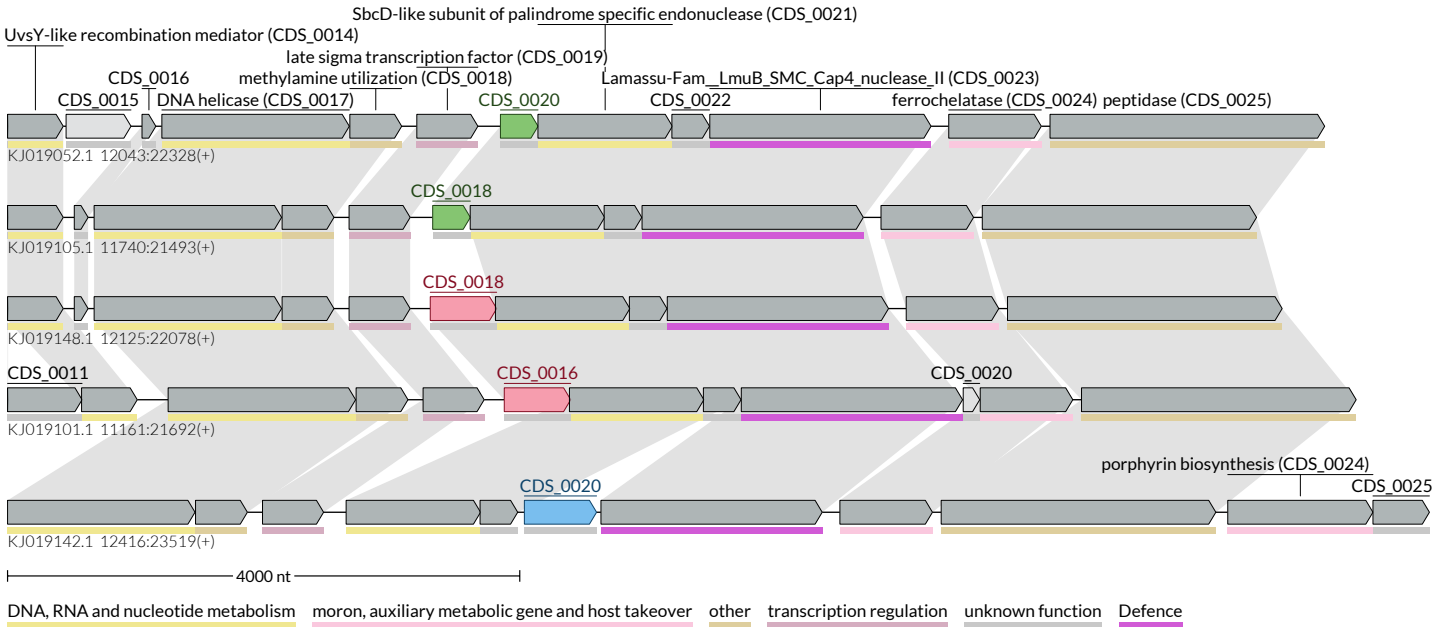 SbcD-like subunit of palindrome specific endonuclease (CDS_0021)
UvsY-like recombination mediator (CDS_0014)
late sigma transcription factor (CDS_0019)
CDS_0016 methylamine utilization (CDS_0018) Lamassu-Fam__LmuB_SMC_Cap4_nuclease_II (CDS_0023)
CDS_0015 DNA helicase (CDS_0017) CDS_0020 CDS_0022 ferrochelatase (CDS_0024) peptidase (CDS_0025)
KJ019052.1 12043:22328(+)
CDS_0018
KJ019105.1 11740:21493(+)
CDS_0018
KJ019148.1 12125:22078(+)
CDS_0011 CDS_0016 CDS_0020
KJ019101.1 11161:21692(+)
porphyrin biosynthesis (CDS_0024)
CDS_0020 CDS_0025
KJ019142.1 12416:23519(+)
4000 nt
DNA, RNA and nucleotide metabolism moron, auxiliary metabolic gene and host takeover other transcription regulation unknown function Defence